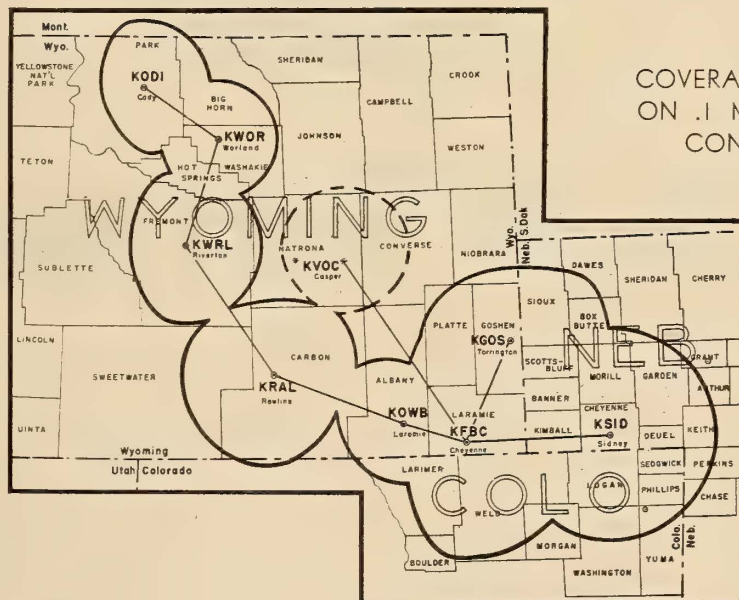 COVERA
ON .1 M
CON
Mont.
Wyo.
YELLOWSTONE
NAT'L
PARK
PARK
KODI
Cody
BIG
HORN
SHERIDAN
CROOK
CAMPBELL
KWOR
Worland
JOHNSON
WESTON
TETON
HOT
SPRINGS
WASHAKIE
WYOMING
FREMONT
KWRL
Riverton
NATRONA
KVOC
Casper
CONVERSE
NIOBRARA
Wyo.
Neb.
S.Dak
SUBLETTE
DAWES
SHERIDAN
CHERRY
SIOUX
BOX
BUTTE
LINCOLN
PLATTE
GOSHEN
KGOS
Torrington
NEB
SCOTTS-
BLUFF
MORILL
GARDEN
GRANT
ARTHUR
SWEETWATER
CARBON
KRAL
Rawlins
ALBANY
BANNER
CHEYENNE
KOWB
Laramie
LARAMIE
KFBC
Cheyenne
KIMBALL
KSID
Sidney
DEUEL
KEITH
UINTA
Wyoming
Utah
Colorado
LARIMER
COLO
WELD
LOGAN
SEDGWICK
PERKINS
PHILLIPS
CHASE
BOULDER
MORGAN
WASHINGTON
YUMA
Colo.
Neb.